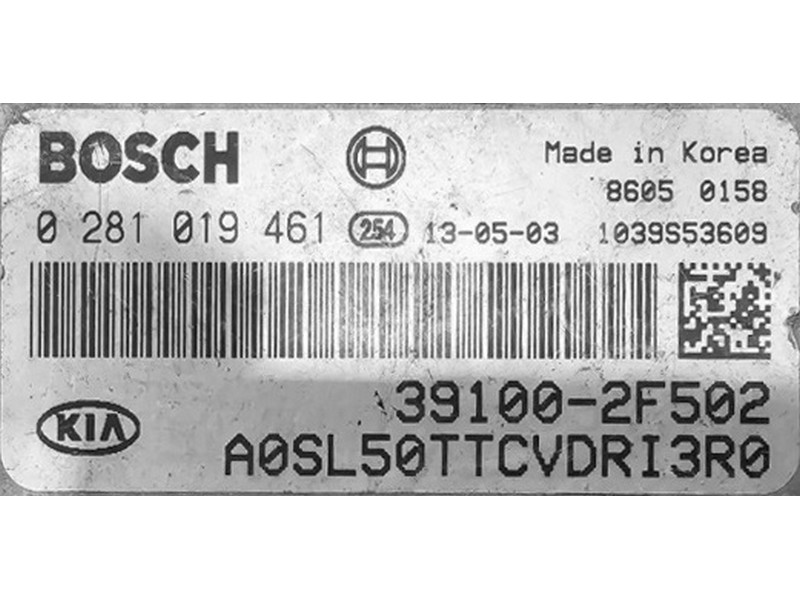 BOSCH
Made in Korea
8605 0158
0 281 019 461 254 13-05-03 1039S53609
39100-2F502
KIA
A0SL50TTCVDRI3R0